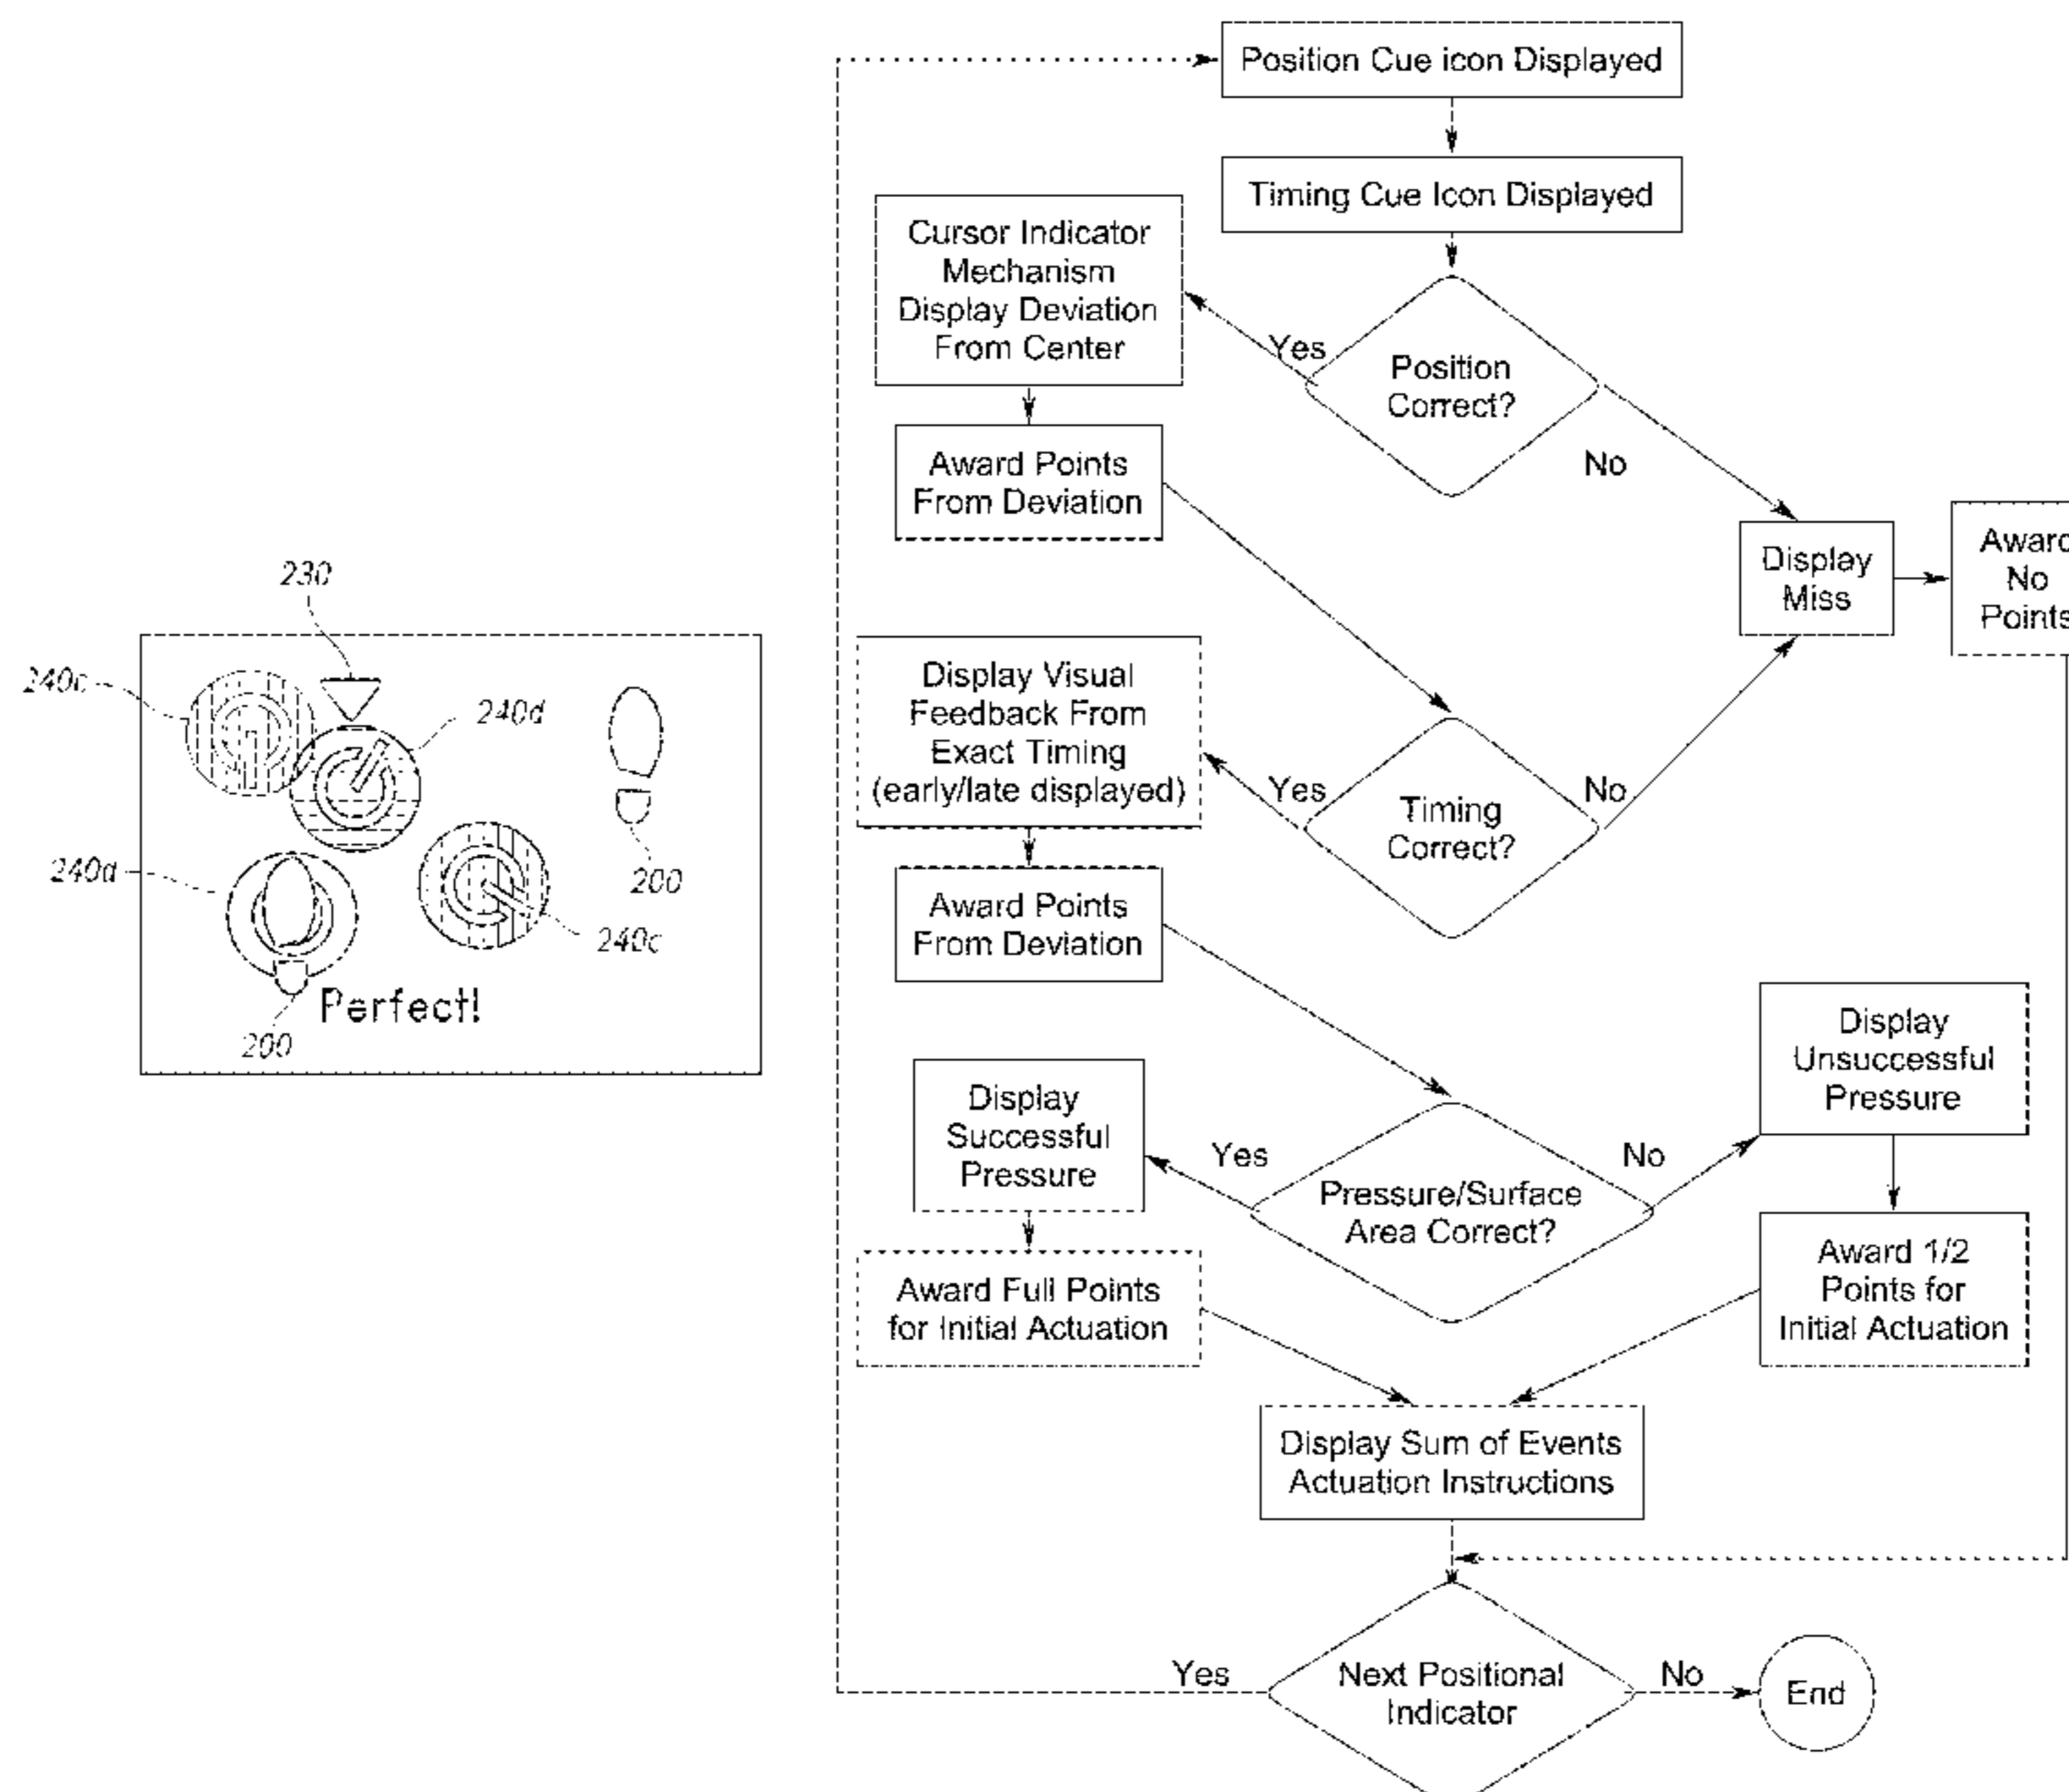 230
240c
240d
200
240d
240c
Perfect!
200
Position Cue icon Displayed
Timing Cue Icon Displayed
Cursor Indicator
Mechanism
Display Deviation
From Center
Yes
Position
Correct?
No
Award Points
From Deviation
Display
Miss
Award
No
Points
Display Visual
Feedback From
Exact Timing
(early/late displayed)
Yes
Timing
Correct?
No
Award Points
From Deviation
Display
Unsuccessful
Pressure
Display
Successful
Pressure
Yes
Pressure/Surface
Area Correct?
No
Award Full Points
for Initial Actuation
Award 1/2
Points for
Initial Actuation
Display Sum of Events
Actuation Instructions
Yes
Next Positional
Indicator
No
End